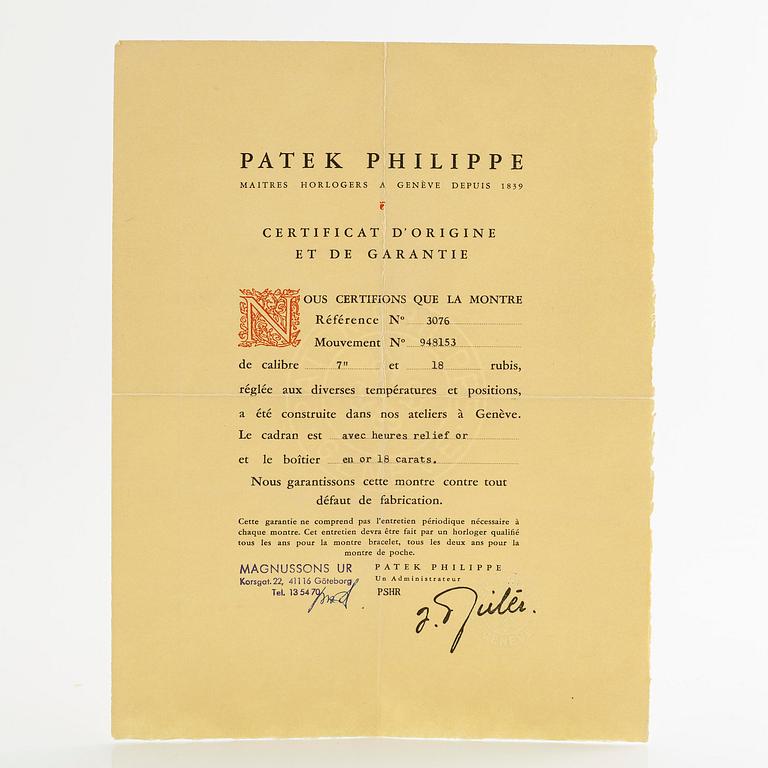 PATEK PHILIPPE
MAITRES HORLOGERS A GENÈVE DEPUIS 1839
CERTIFICAT D'ORIGINE
ET DE GARANTIE
NOUS CERTIFIONS QUE LA MONTRE
Référence Nº 3076
Mouvement Nº 948153
de calibre 7" et 18 rubis,
réglée aux diverses températures et positions,
a été construite dans nos ateliers à Genève.
Le cadran est avec heures relief or
et le boîtier en or 18 carats.
Nous garantissons cette montre contre tout
défaut de fabrication.
Cette garantie ne comprend pas l'entretien périodique nécessaire à
chaque montre. Cet entretien devra être fait par un horloger qualifié
tous les ans pour la montre bracelet, tous les deux ans pour la
montre de poche.
MAGNUSSONS UR
Korsgat. 22, 41116 Göteborg
Tel. 13 54 70
PATEK PHILIPPE
Un Administrateur
PSHR
GENEVE